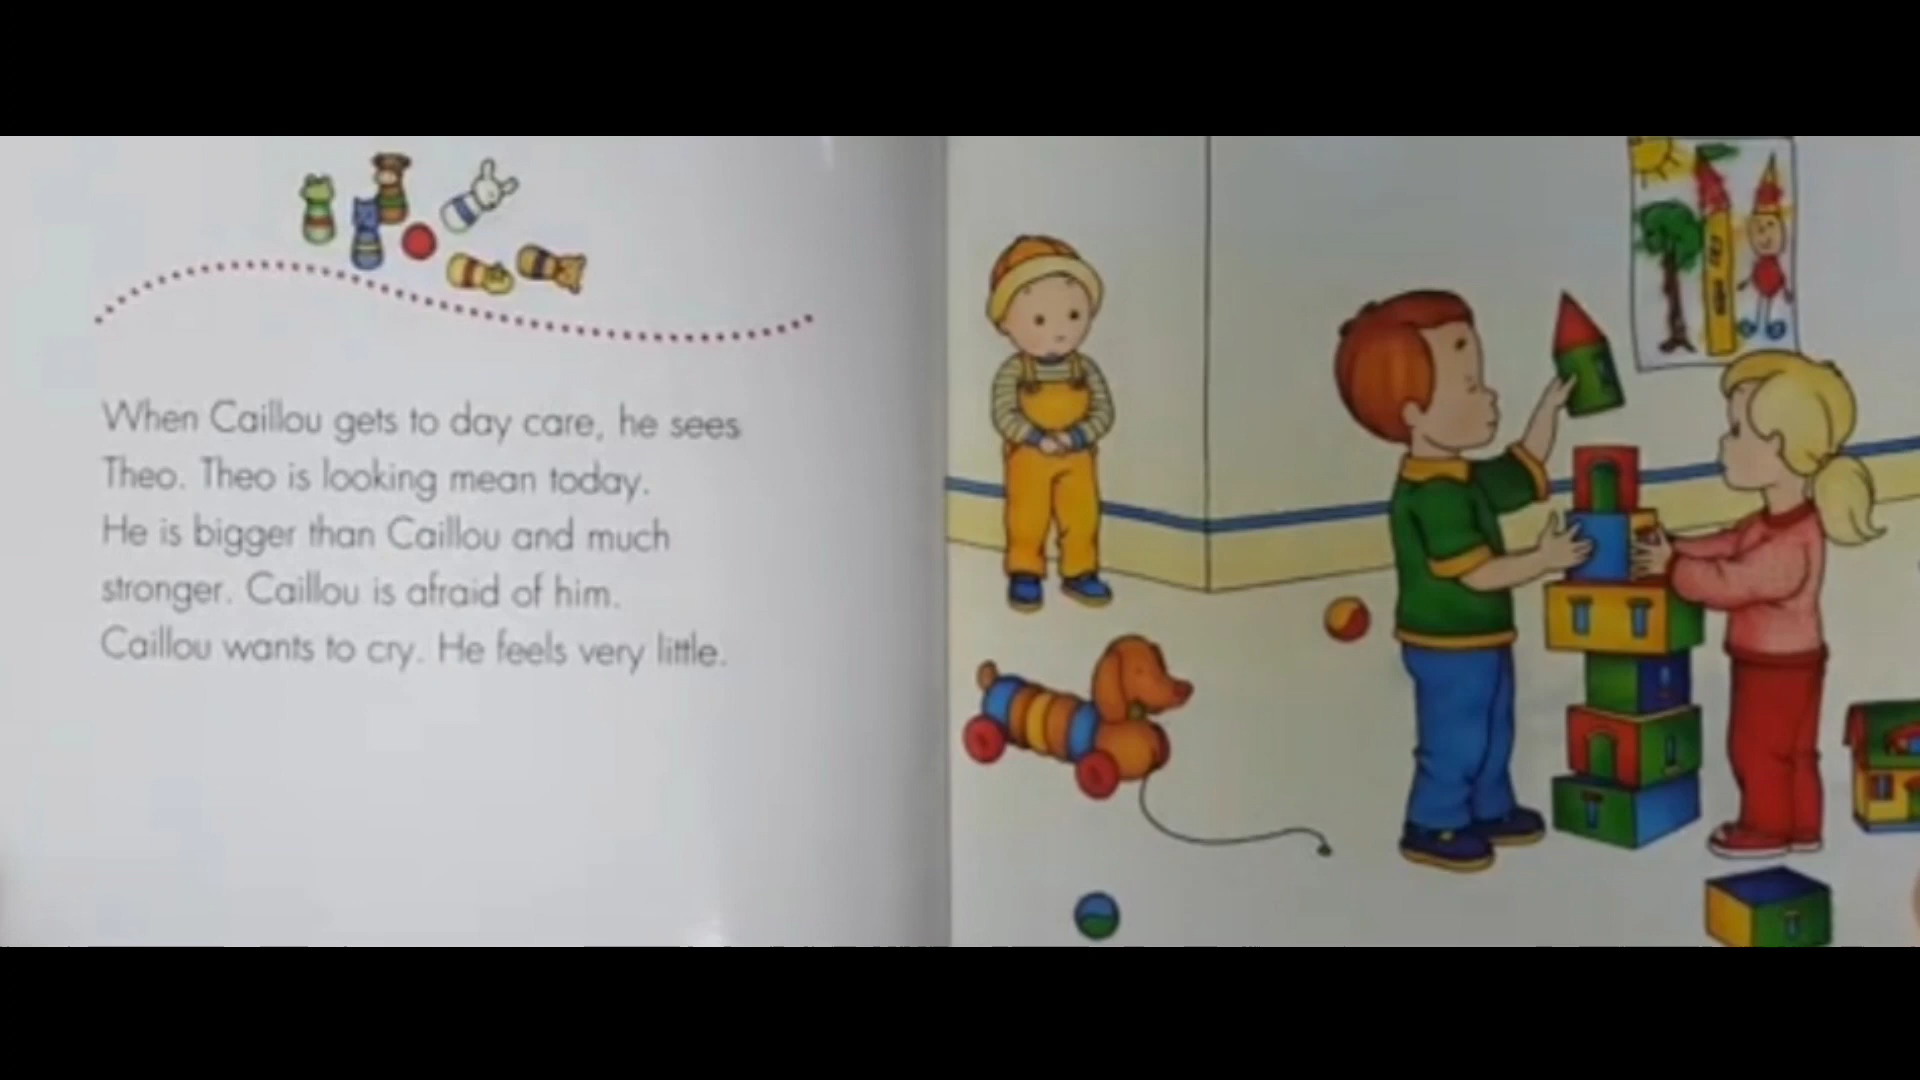 When Caillou gets to day care, he sees
Theo. Theo is looking mean today.
He is bigger than Caillou and much
stronger. Caillou is afraid of him.
Caillou wants to cry. He feels very little.